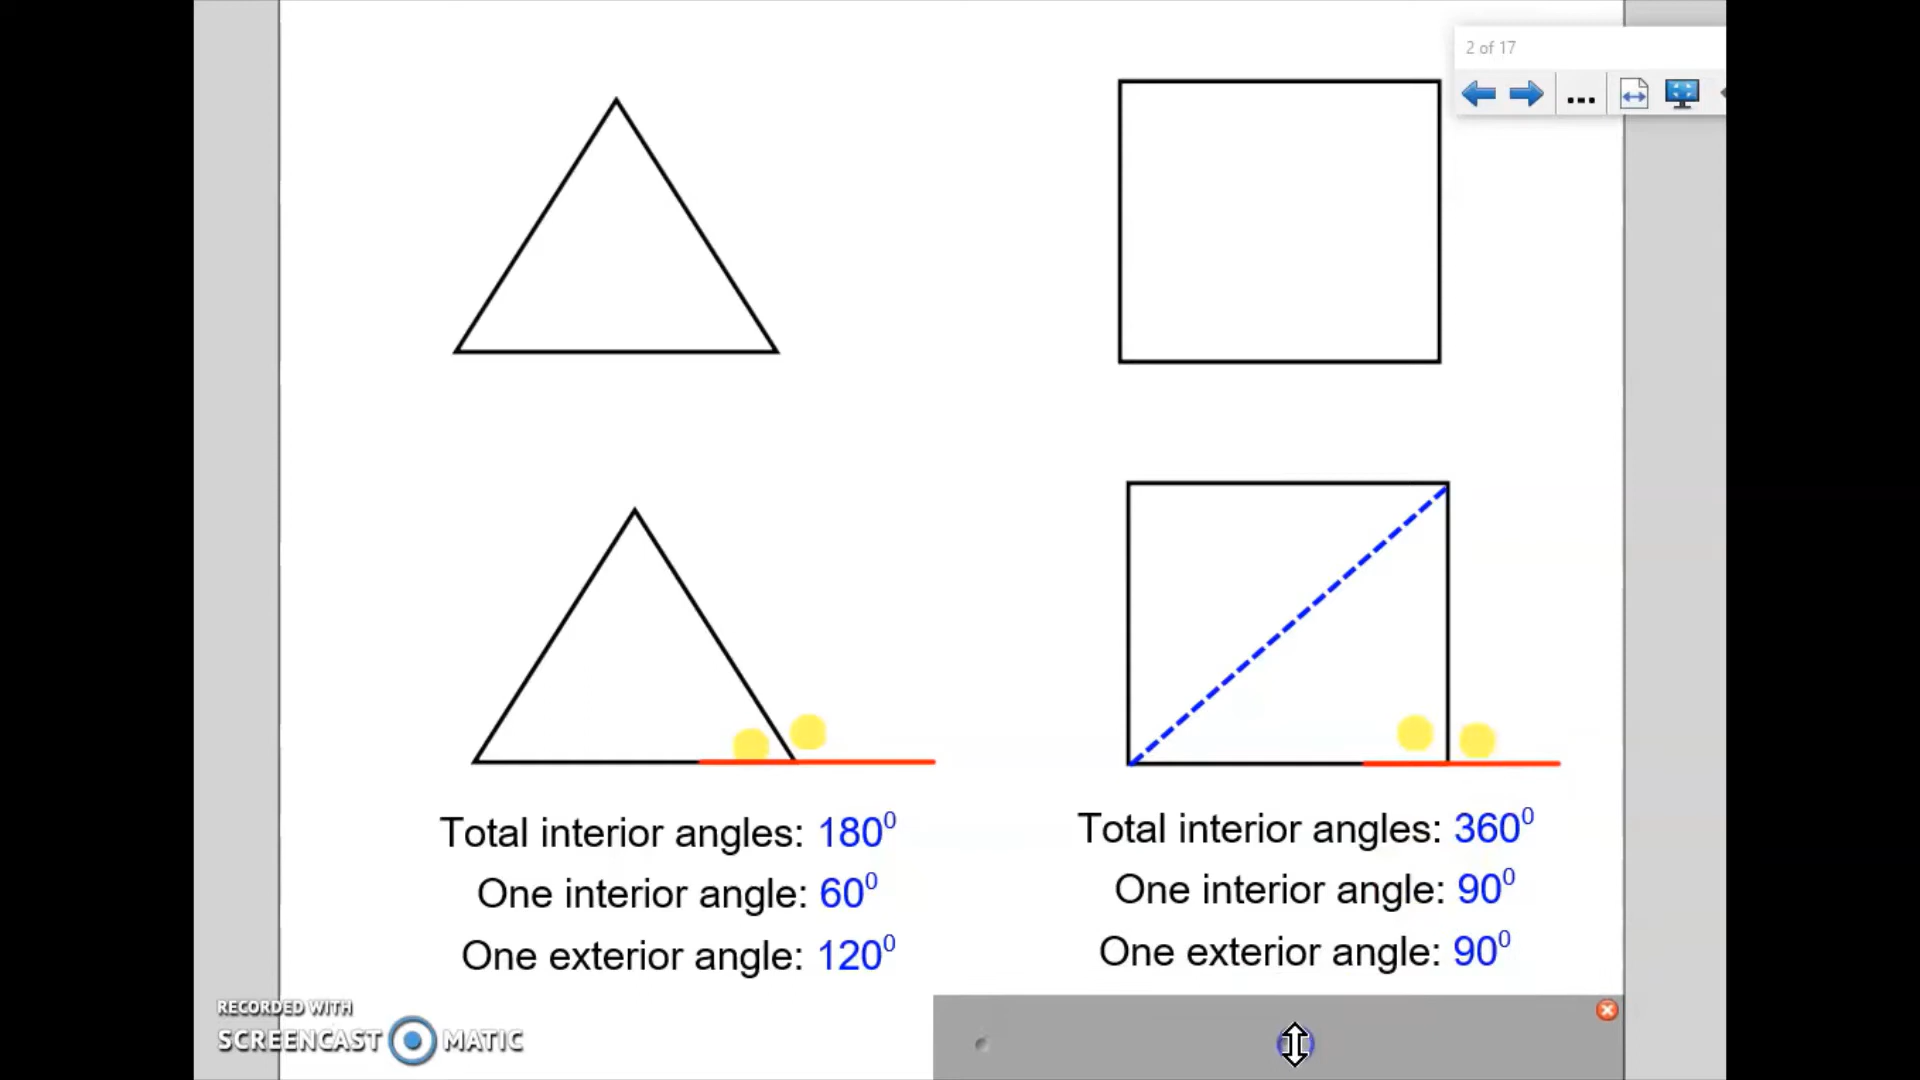 2 of 17
...
Total interior angles: 180⁰
One interior angle: 60⁰
One exterior angle: 120⁰
Total interior angles: 360⁰
One interior angle: 90⁰
One exterior angle: 90⁰
RECORDED WITH
SCREENCAST MATIC